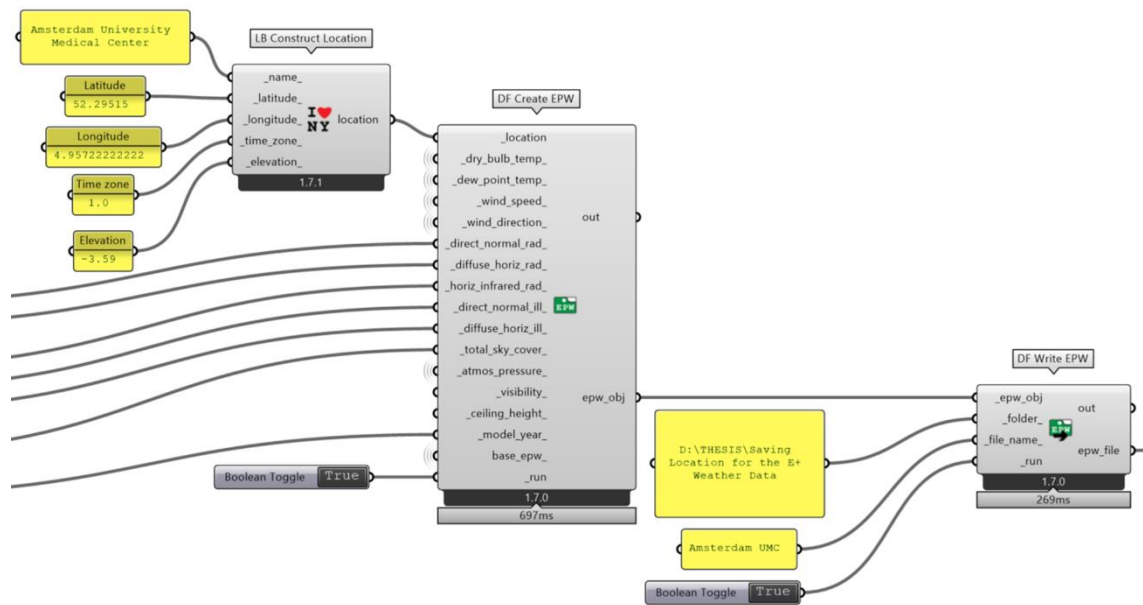 Amsterdam University
Medical Center
LB Construct Location
Latitude
52.29515
Longitude
4.95722222222
Time zone
1.0
Elevation
-3.59
_name_
_latitude_
_longitude_
_time_zone_
_elevation_
I
NY
location
1.7.1
DF Create EPW
_location
_dry_bulb_temp_
_dew_point_temp_
_wind_speed_
_wind_direction_
_direct_normal_rad_
_diffuse_horiz_rad_
_horiz_infrared_rad_
_direct_normal_ill_
_diffuse_horiz_ill_
_total_sky_cover_
_atmos_pressure_
_visibility_
_ceiling_height_
_model_year_
base_epw_
_run
EPW
out
epw_obj
1.7.0
697ms
Boolean Toggle True
D:\THESIS\Saving
Location for the E+
Weather Data
Amsterdam UMC
Boolean Toggle True
DF Write EPW
_epw_obj
_folder_
_file_name_
_run
EPW
out
epw_file
1.7.0
269ms